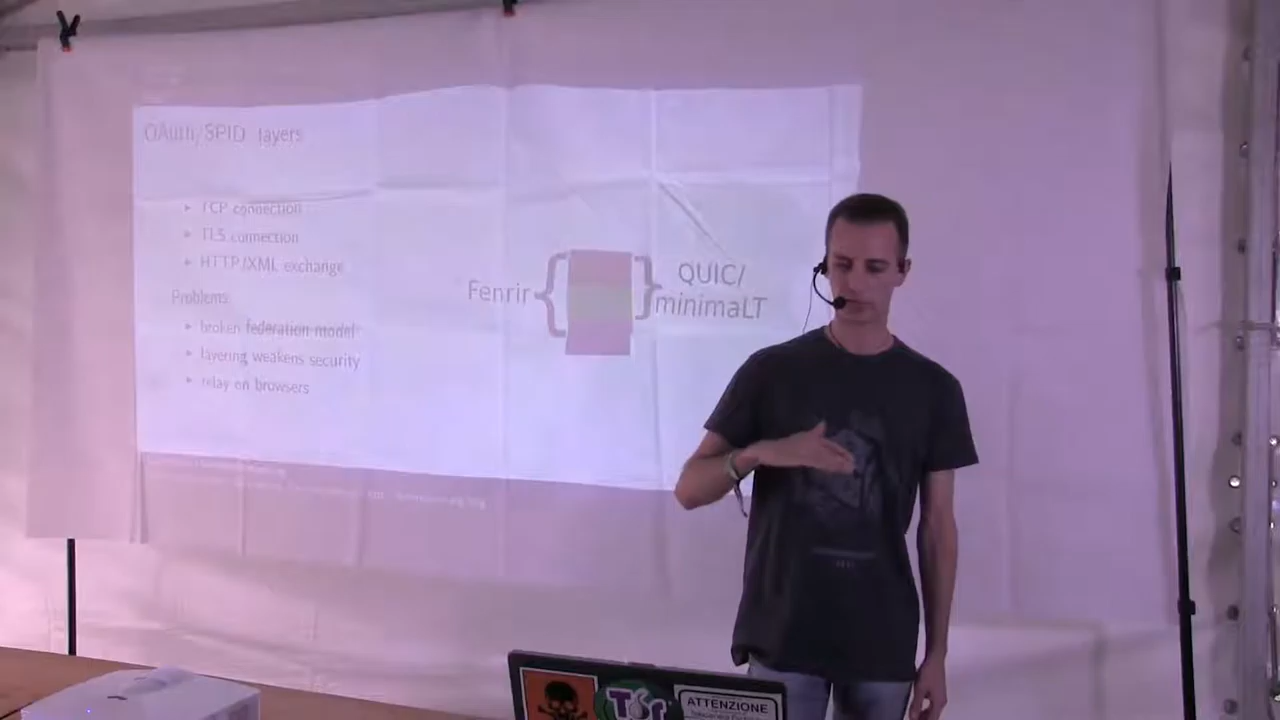 OAuth/SPID layers
▸ TCP connection
▸ TLS connection
▸ HTTP/XML exchange
Problems:
▸ broken federation model
▸ layering weakens security
▸ relay on browsers
Fenrir
QUIC/
minimaLT
Tor
ATTENZIONE